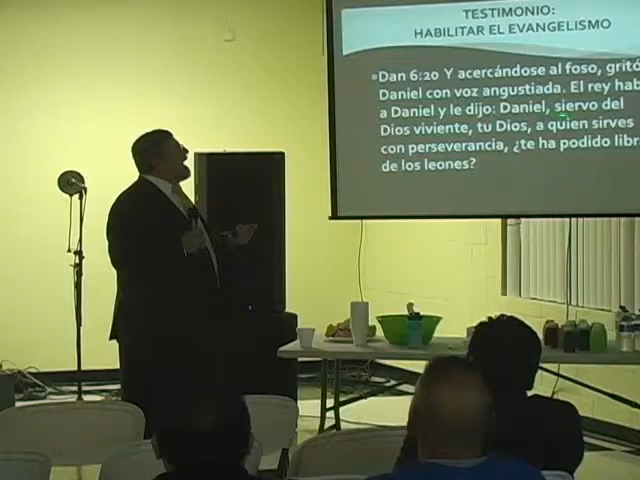 TESTIMONIO:
HABILITAR EL EVANGELISMO
Dan 6:20 Y acercándose al foso, gritó
Daniel con voz angustiada. El rey hab
a Daniel y le dijo: Daniel, siervo del
Dios viviente, tu Dios, a quien sirves
con perseverancia, ¿te ha podido libra
de los leones?